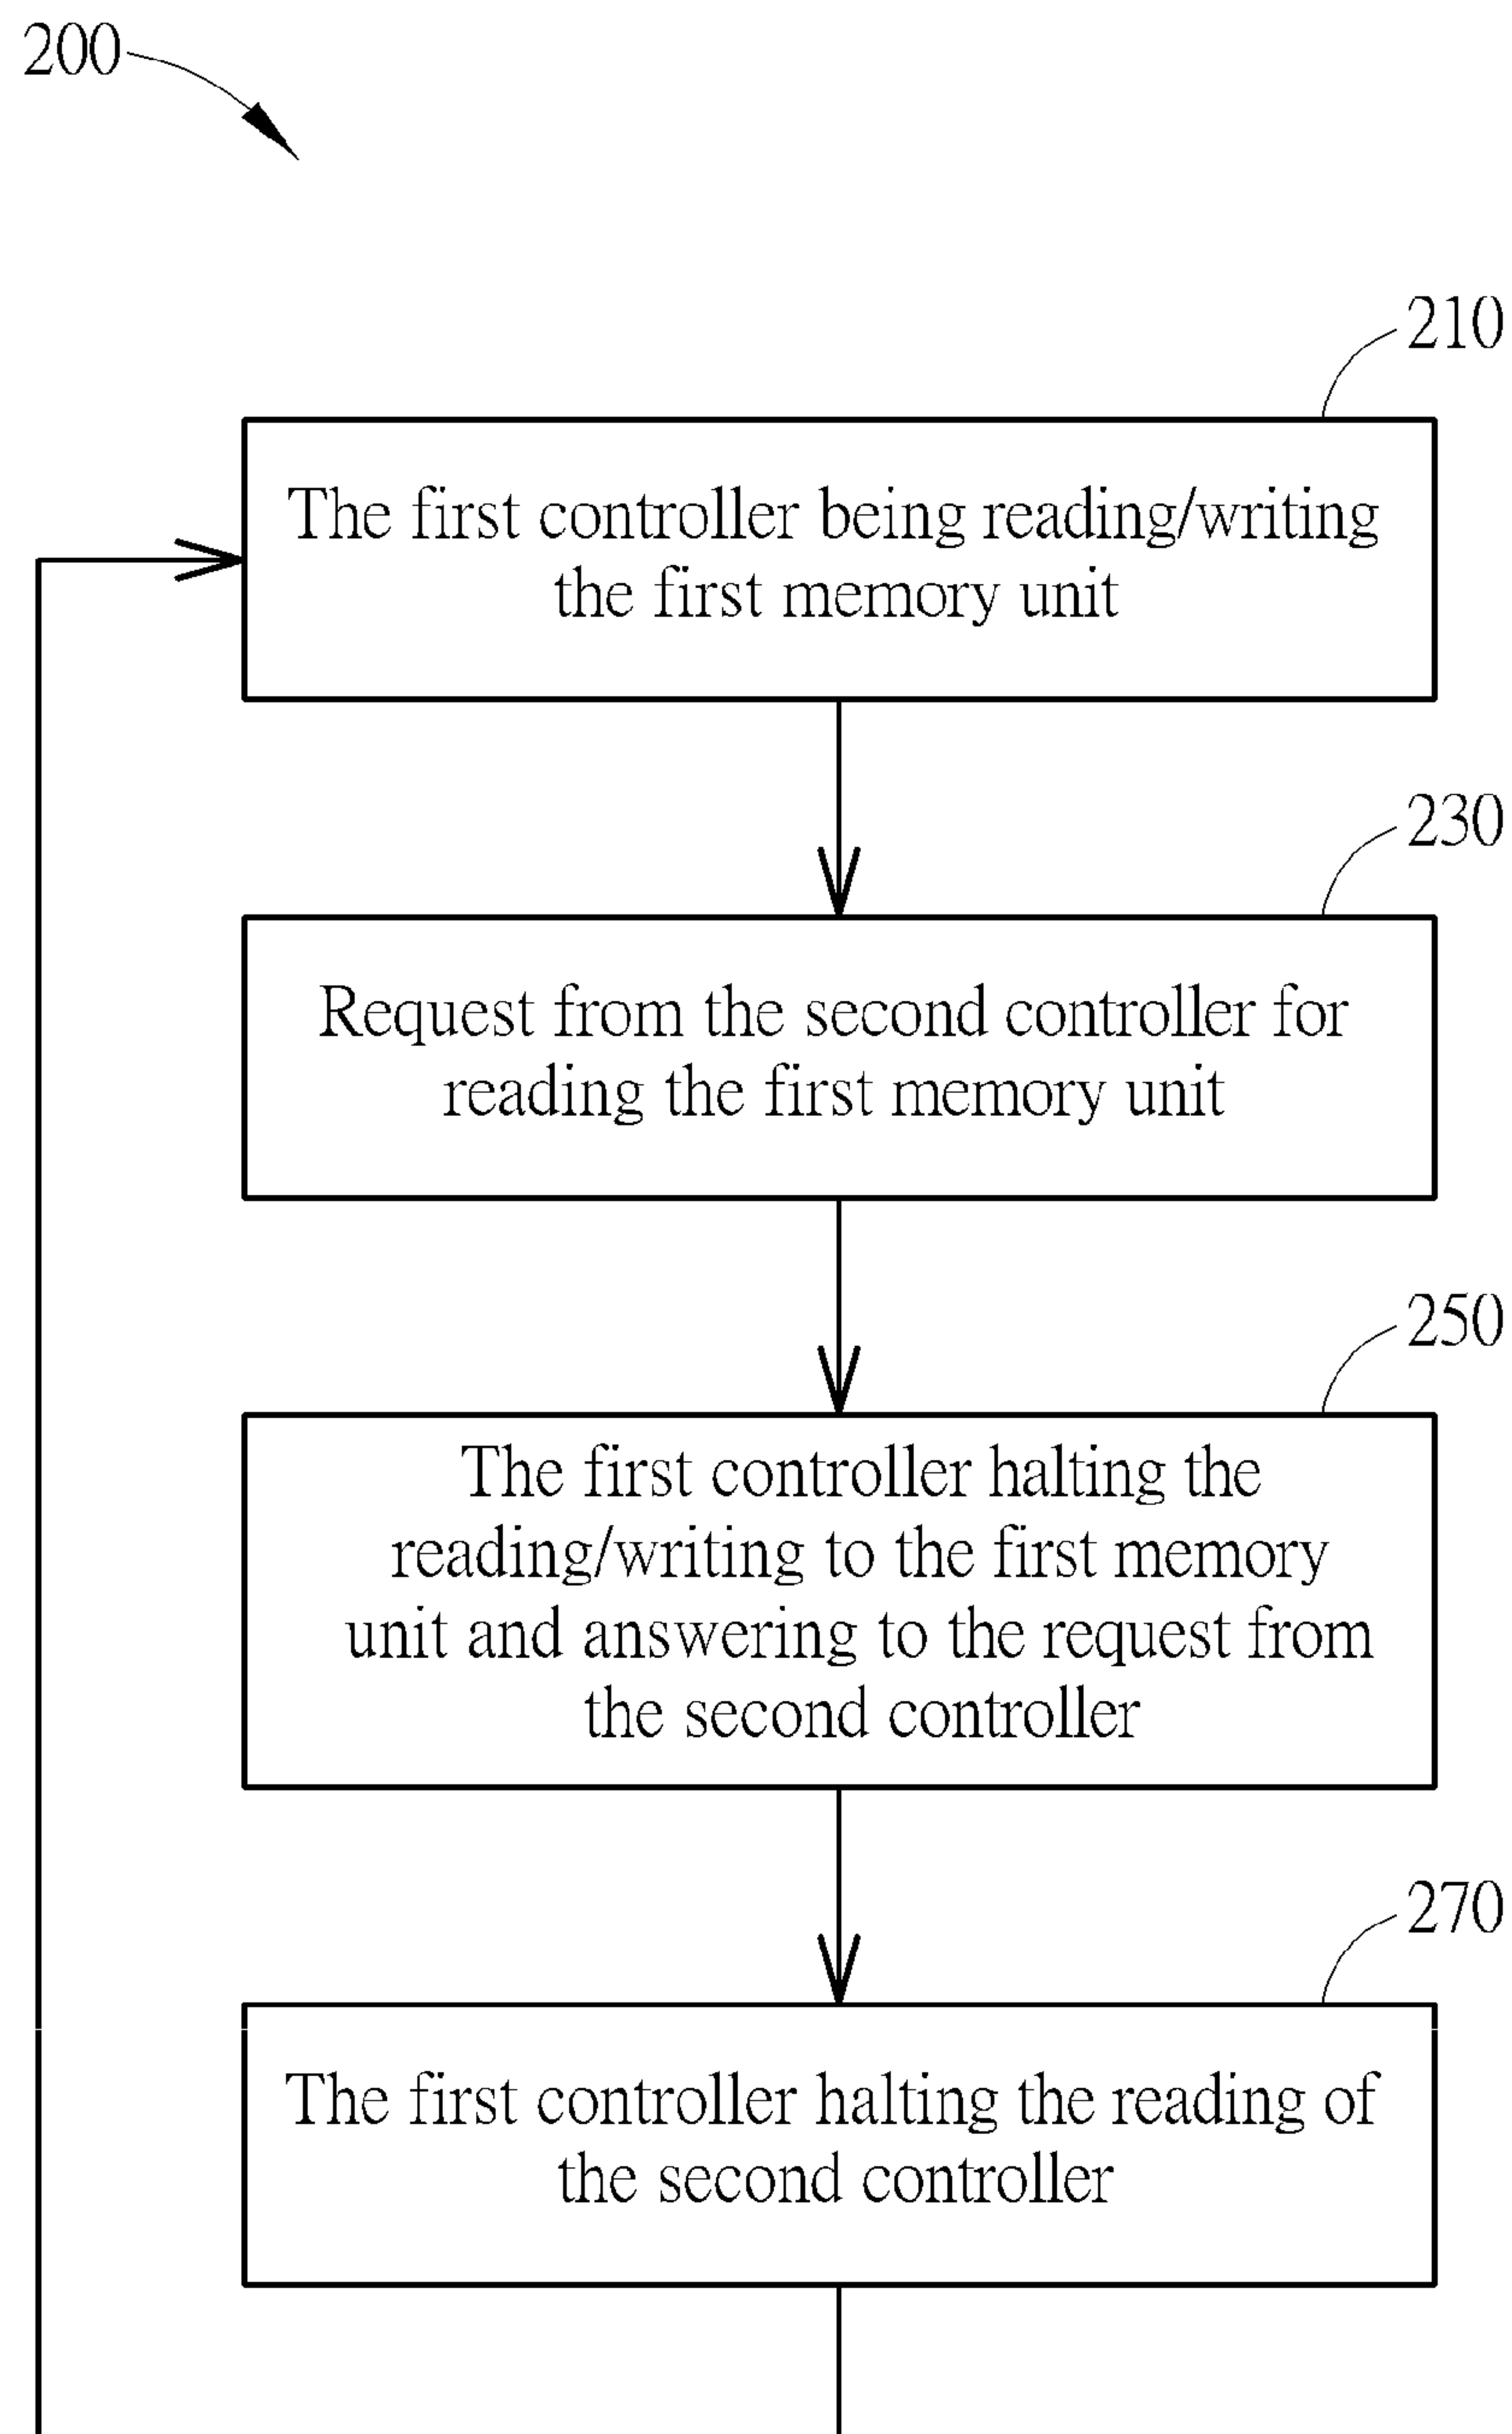 200
210
The first controller being reading/writing
the first memory unit
230
Request from the second controller for
reading the first memory unit
250
The first controller halting the
reading/writing to the first memory
unit and answering to the request from
the second controller
270
The first controller halting the reading of
the second controller